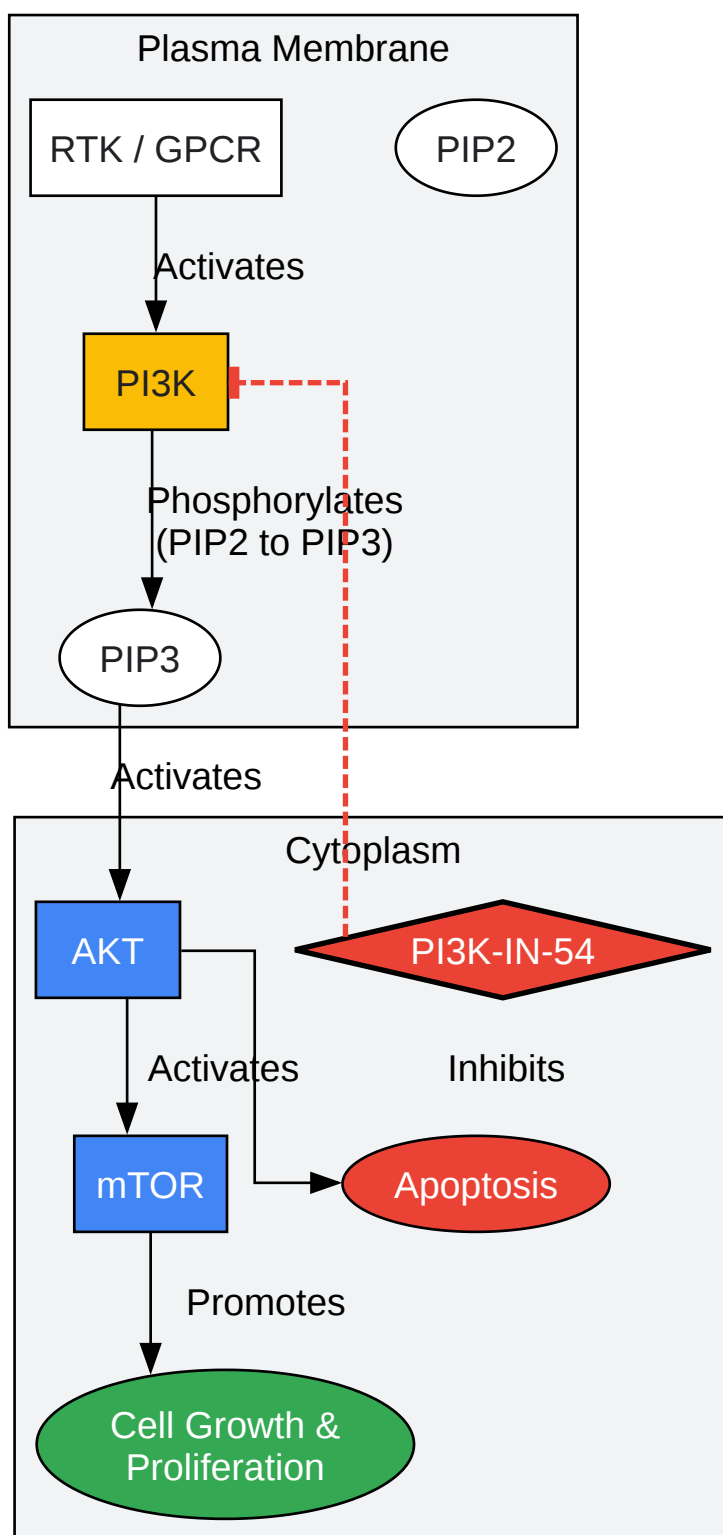 Plasma Membrane
RTK / GPCR
PIP2
Activates
PI3K
Phosphorylates
(PIP2 to PIP3)
PIP3
Activates
Cytoplasm
AKT
PI3K-IN-54
Activates
Inhibits
mTOR
Apoptosis
Promotes
Cell Growth &
Proliferation